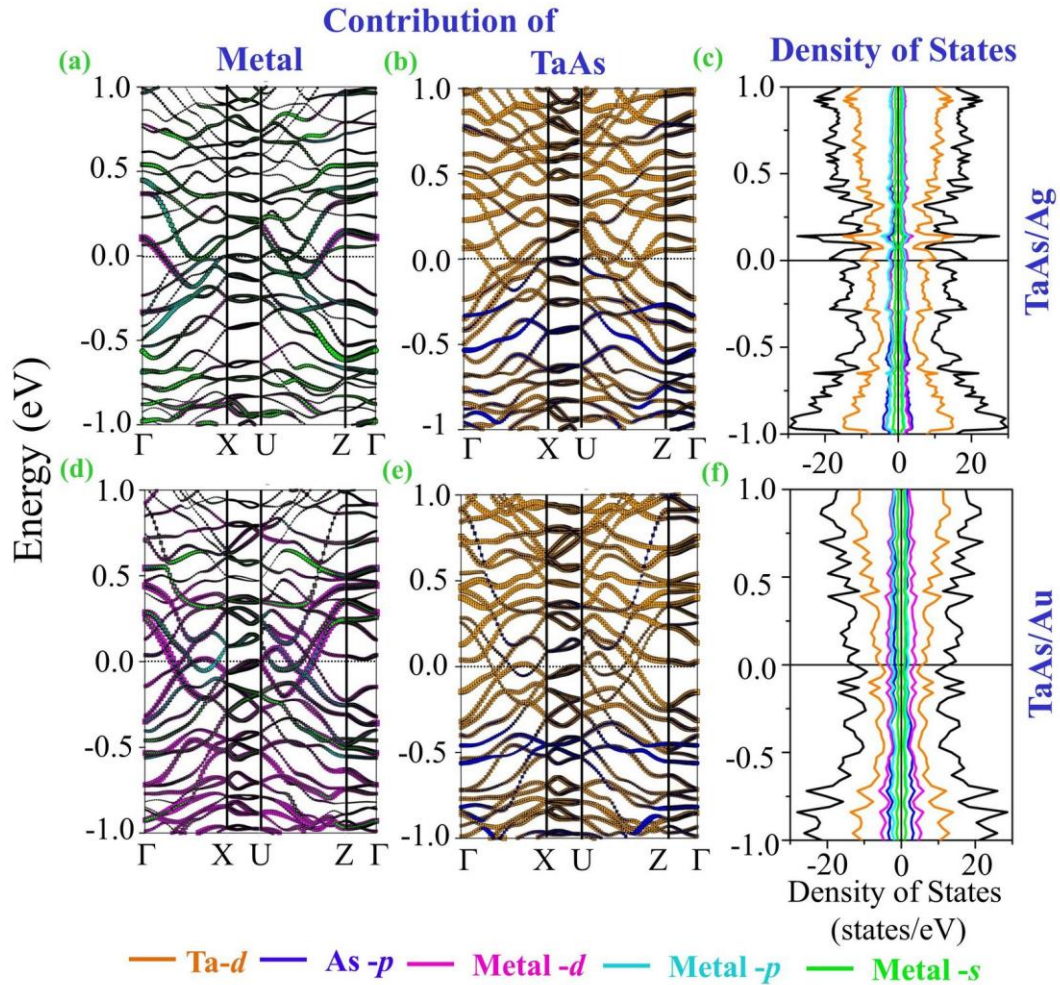 Contribution of
(a) Metal (b) TaAs (c) Density of States
1.0 1.0 1.0
0.5 0.5 0.5
0.0 0.0 0.0
-0.5 -0.5 -0.5
-1.0 -1 -1.0
Γ X U Z Γ Γ X U Z Γ -20 0 20
TaAs/Ag
Energy (eV)
(d) (e) (f)
1.0 1.0 1.0
0.5 0.5 0.5
0.0 0.0 0.0
-0.5 -0.5 -0.5
-1.0 -1.0 -1.0
Γ X U Z Γ Γ X U Z Γ -20 0 20
TaAs/Au
Density of States
(states/eV)
Ta-d As -p Metal -d Metal -p Metal -s